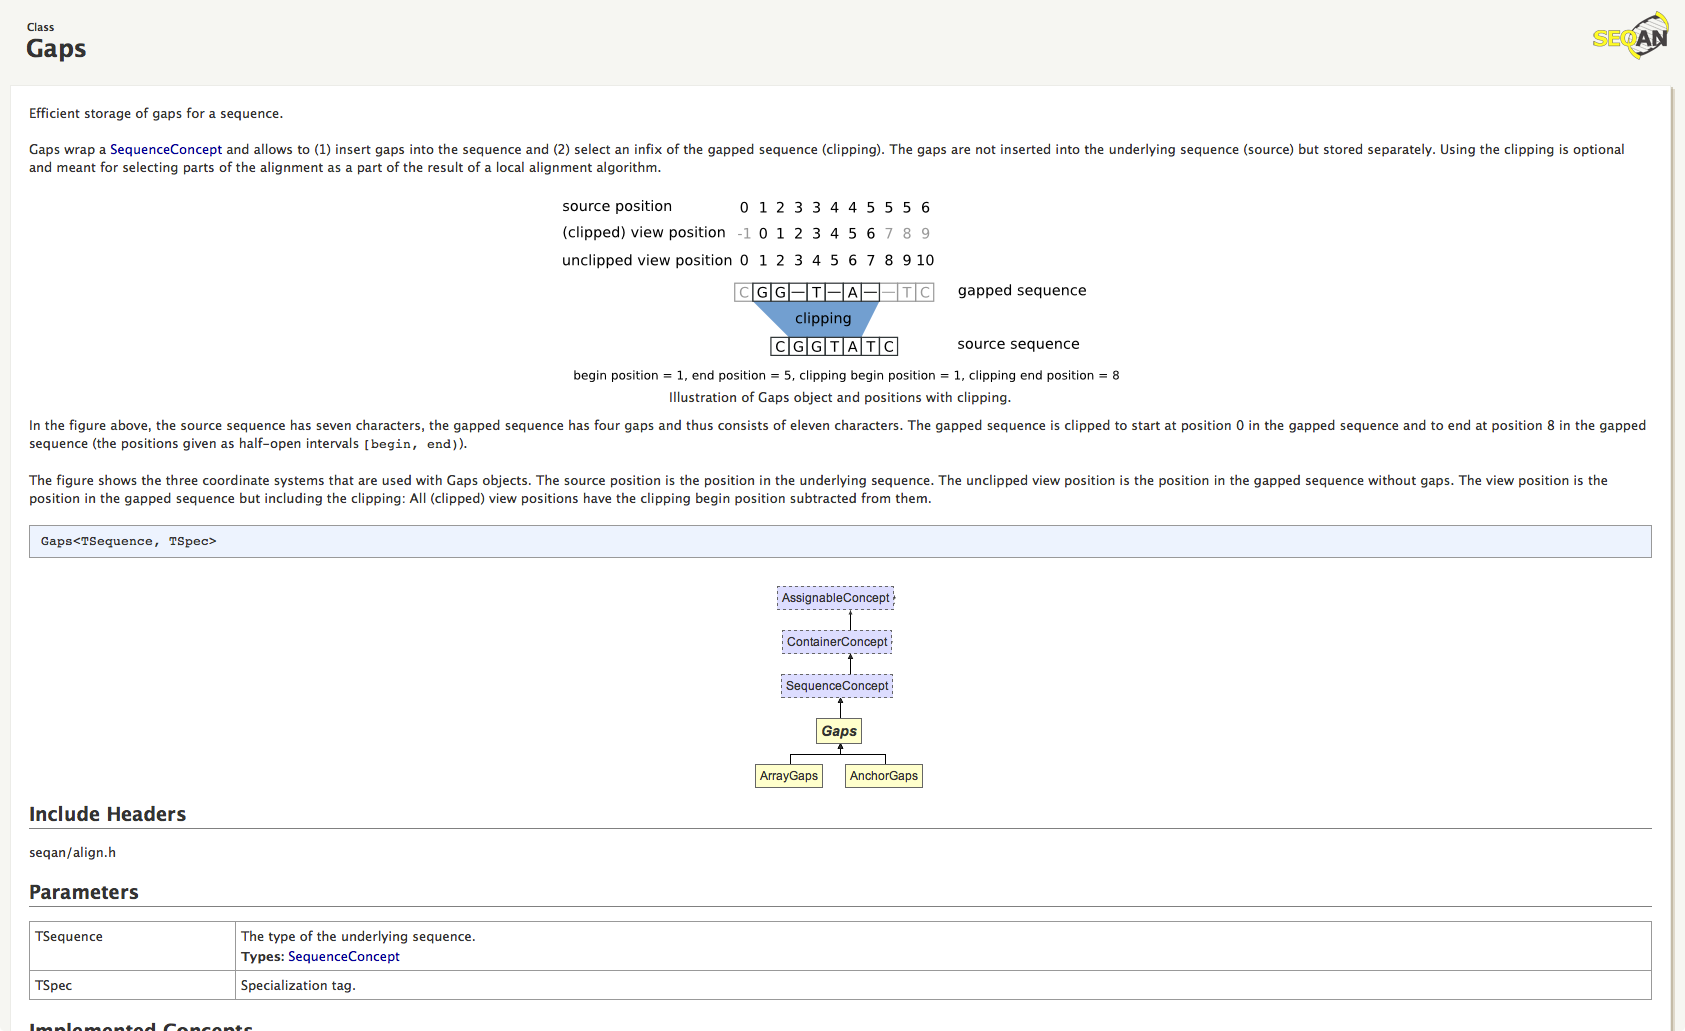 Class
Gaps
SEQAN
Efficient storage of gaps for a sequence.
Gaps wrap a SequenceConcept and allows to (1) insert gaps into the sequence and (2) select an infix of the gapped sequence (clipping). The gaps are not inserted into the underlying sequence (source) but stored separately. Using the clipping is optional
and meant for selecting parts of the alignment as a part of the result of a local alignment algorithm.
source position 0 1 2 3 3 4 4 5 5 5 6
(clipped) view position -1 0 1 2 3 4 5 6 7 8 9
unclipped view position 0 1 2 3 4 5 6 7 8 9 10
C G G — T — A — — T C gapped sequence
clipping
C G G T A T C source sequence
begin position = 1, end position = 5, clipping begin position = 1, clipping end position = 8
Illustration of Gaps object and positions with clipping.
In the figure above, the source sequence has seven characters, the gapped sequence has four gaps and thus consists of eleven characters. The gapped sequence is clipped to start at position 0 in the gapped sequence and to end at position 8 in the gapped
sequence (the positions given as half-open intervals [begin, end)).
The figure shows the three coordinate systems that are used with Gaps objects. The source position is the position in the underlying sequence. The unclipped view position is the position in the gapped sequence without gaps. The view position is the
position in the gapped sequence but including the clipping: All (clipped) view positions have the clipping begin position subtracted from them.
Gaps<TSequence, TSpec>
AssignableConcept
ContainerConcept
SequenceConcept
Gaps
ArrayGaps AnchorGaps
Include Headers
seqan/align.h
Parameters
TSequence The type of the underlying sequence.
Types: SequenceConcept
TSpec Specialization tag.
Implemented Concepts